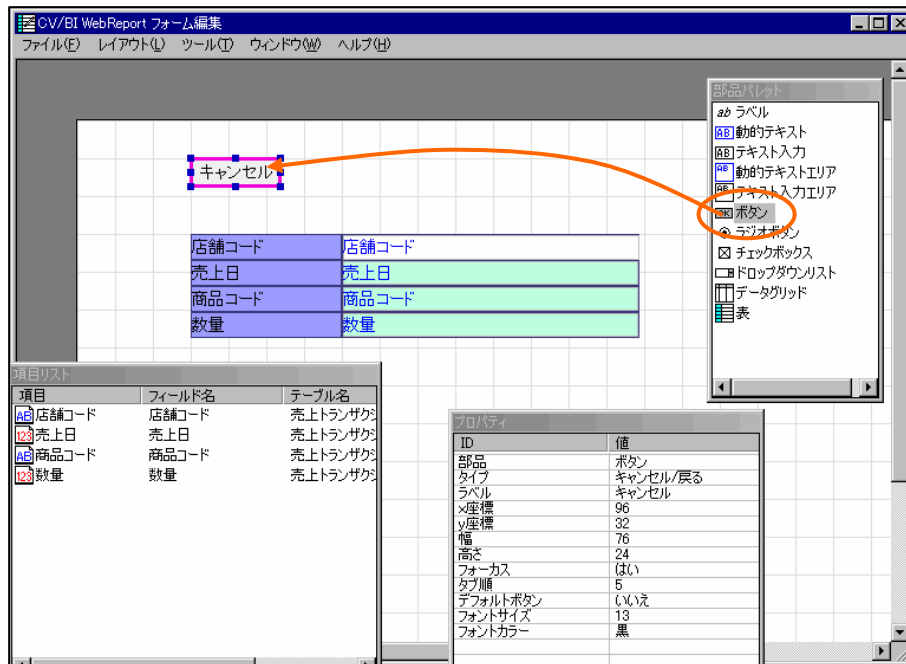 CV/BI WebReport フォーム編集
ファイル(F) レイアウト(L) ツール(T) ウィンドウ(W) ヘルプ(H)
部品パレット
ab ラベル
AB 動的テキスト
AB テキスト入力
AB 動的テキストエリア
AB テキスト入力エリア
OK ボタン
ラジオボタン
チェックボックス
ドロップダウンリスト
データグリッド
表
キャンセル
店舗コード 店舗コード
売上日 売上日
商品コード 商品コード
数量 数量
項目リスト
項目 フィールド名 テーブル名
AB 店舗コード 店舗コード 売上トランザクシ
123 売上日 売上日 売上トランザクシ
AB 商品コード 商品コード 売上トランザクシ
123 数量 数量 売上トランザクシ
プロパティ
ID 値
部品 ボタン
タイプ キャンセル/戻る
ラベル キャンセル
x座標 96
y座標 32
幅 76
高さ 24
フォーカス はい
タブ順 5
デフォルトボタン いいえ
フォントサイズ 13
フォントカラー 黒